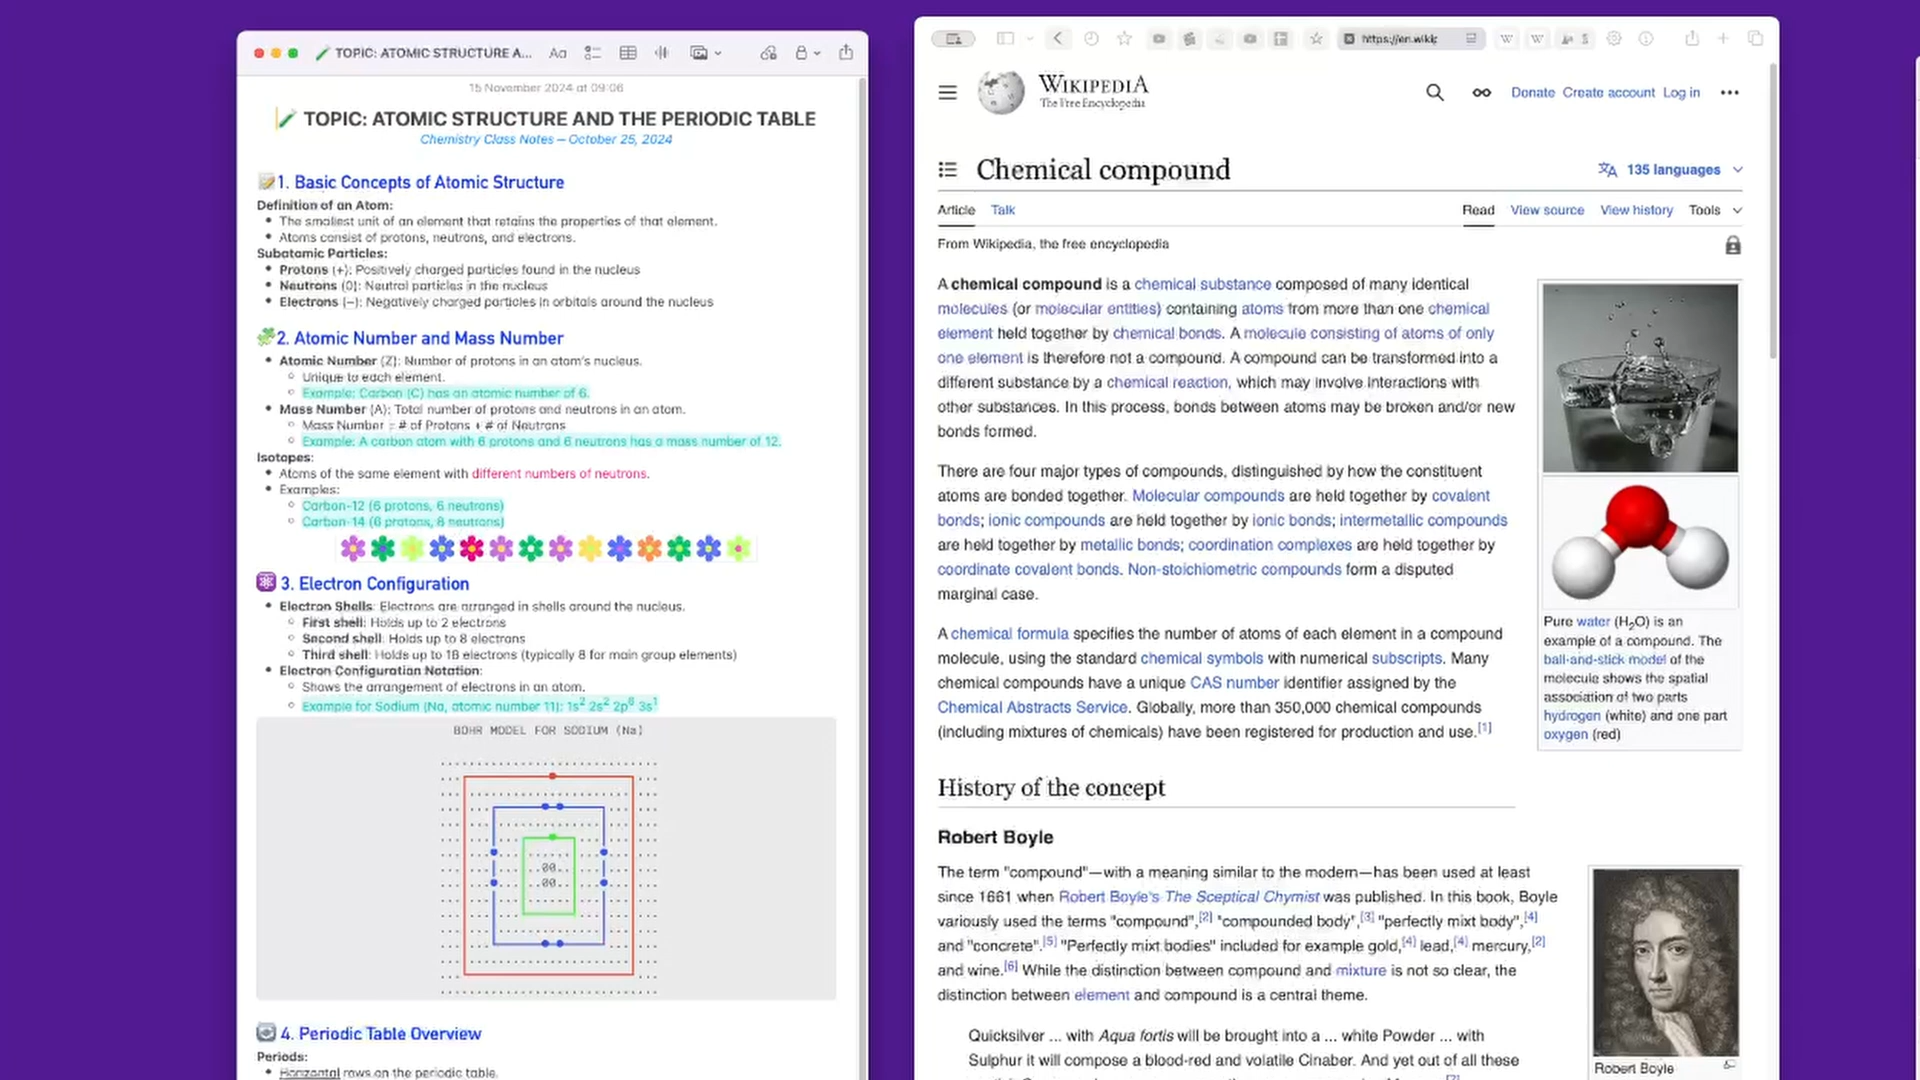 TOPIC: ATOMIC STRUCTURE A...
15 November 2024 at 09:06
TOPIC: ATOMIC STRUCTURE AND THE PERIODIC TABLE
Chemistry Class Notes – October 25, 2024
1. Basic Concepts of Atomic Structure
Definition of an Atom:
The smallest unit of an element that retains the properties of that element.
Atoms consist of protons, neutrons, and electrons.
Subatomic Particles:
Protons (+): Positively charged particles found in the nucleus
Neutrons (0): Neutral particles in the nucleus
Electrons (–): Negatively charged particles in orbitals around the nucleus
2. Atomic Number and Mass Number
Atomic Number (Z): Number of protons in an atom's nucleus.
Unique to each element.
Example: Carbon (C) has an atomic number of 6.
Mass Number (A): Total number of protons and neutrons in an atom.
Mass Number = # of Protons + # of Neutrons
Example: A carbon atom with 6 protons and 6 neutrons has a mass number of 12.
Isotopes:
Atoms of the same element with different numbers of neutrons.
Examples:
Carbon-12 (6 protons, 6 neutrons)
Carbon-14 (6 protons, 8 neutrons)
3. Electron Configuration
Electron Shells: Electrons are arranged in shells around the nucleus.
First shell: Holds up to 2 electrons
Second shell: Holds up to 8 electrons
Third shell: Holds up to 18 electrons (typically 8 for main group elements)
Electron Configuration Notation:
Shows the arrangement of electrons in an atom.
Example for Sodium (Na, atomic number 11): 1s² 2s² 2p⁶ 3s¹
BOHR MODEL FOR SODIUM (Na)
4. Periodic Table Overview
Periods:
Horizontal rows on the periodic table.
https://en.wikip
WIKIPEDIA
The Free Encyclopedia
Donate Create account Log in
Chemical compound
135 languages
Article Talk Read View source View history Tools
From Wikipedia, the free encyclopedia
A chemical compound is a chemical substance composed of many identical
molecules (or molecular entities) containing atoms from more than one chemical
element held together by chemical bonds. A molecule consisting of atoms of only
one element is therefore not a compound. A compound can be transformed into a
different substance by a chemical reaction, which may involve interactions with
other substances. In this process, bonds between atoms may be broken and/or new
bonds formed.
There are four major types of compounds, distinguished by how the constituent
atoms are bonded together. Molecular compounds are held together by covalent
bonds; ionic compounds are held together by ionic bonds; intermetallic compounds
are held together by metallic bonds; coordination complexes are held together by
coordinate covalent bonds. Non-stoichiometric compounds form a disputed
marginal case.
A chemical formula specifies the number of atoms of each element in a compound
molecule, using the standard chemical symbols with numerical subscripts. Many
chemical compounds have a unique CAS number identifier assigned by the
Chemical Abstracts Service. Globally, more than 350,000 chemical compounds
(including mixtures of chemicals) have been registered for production and use.[1]
Pure water (H₂O) is an
example of a compound. The
ball-and-stick model of the
molecule shows the spatial
association of two parts
hydrogen (white) and one part
oxygen (red)
History of the concept
Robert Boyle
The term "compound"—with a meaning similar to the modern—has been used at least
since 1661 when Robert Boyle's The Sceptical Chymist was published. In this book, Boyle
variously used the terms "compound",[2] "compounded body",[3] "perfectly mixt body",[4]
and "concrete".[5] "Perfectly mixt bodies" included for example gold,[4] lead,[4] mercury,[2]
and wine.[6] While the distinction between compound and mixture is not so clear, the
distinction between element and compound is a central theme.
Quicksilver ... with Aqua fortis will be brought into a ... white Powder ... with
Sulphur it will compose a blood-red and volatile Cinaber. And yet out of all these
Robert Boyle